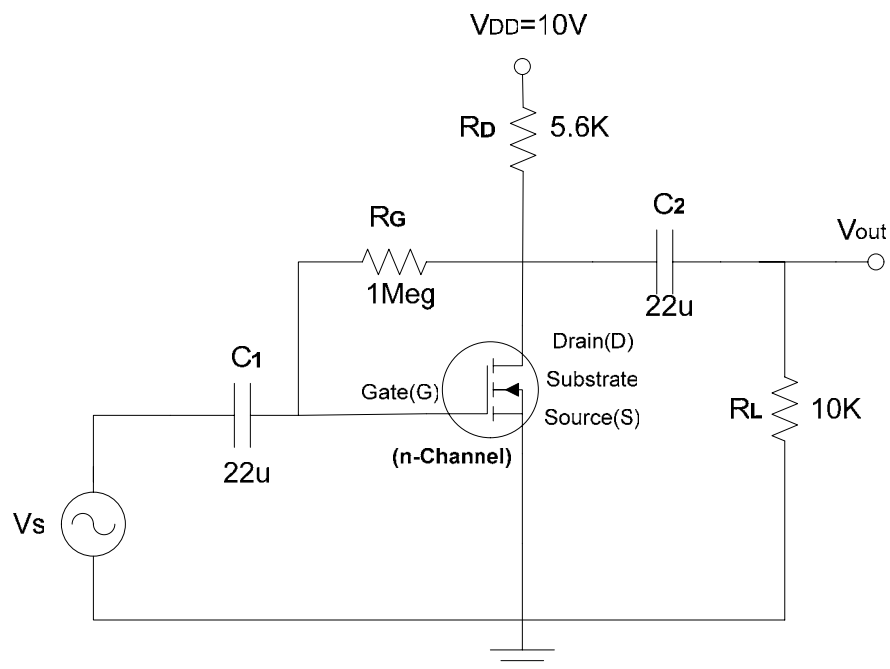 VDD=10V
RD 5.6K
RG
1Meg
C2
22u
Vout
C1
22u
Drain(D)
Gate(G)
Substrate
Source(S)
(n-Channel)
RL 10K
Vs